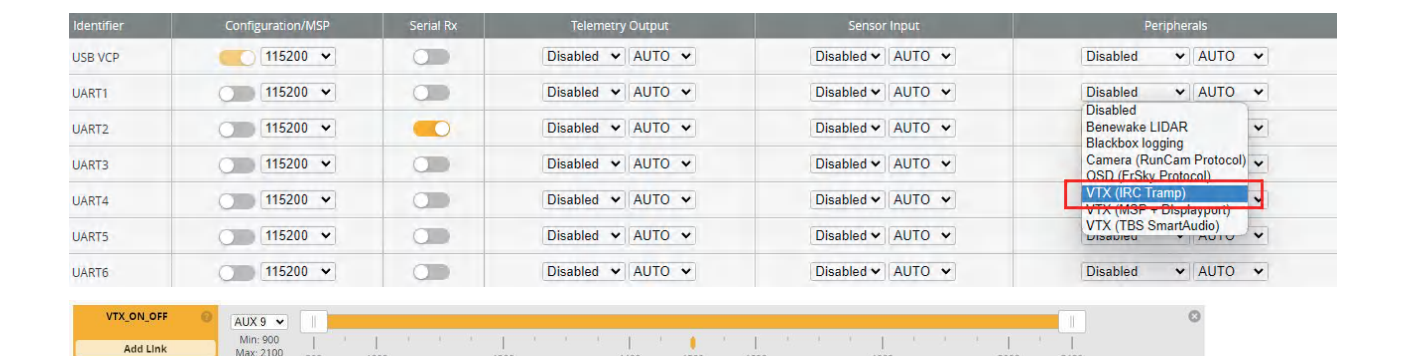 Identifier Configuration/MSP Serial Rx Telemetry Output Sensor Input Peripherals
USB VCP 115200 Disabled AUTO Disabled AUTO Disabled AUTO
UART1 115200 Disabled AUTO Disabled AUTO Disabled AUTO
Disabled
UART2 115200 Disabled AUTO Disabled AUTO Benewake LIDAR
Blackbox logging
UART3 115200 Disabled AUTO Disabled AUTO Camera (RunCam Protocol)
OSD (FrSky Protocol)
UART4 115200 Disabled AUTO Disabled AUTO VTX (IRC Tramp)
VTX (MSP + Displayport)
VTX (TBS SmartAudio)
UART5 115200 Disabled AUTO Disabled AUTO Disabled AUTO
UART6 115200 Disabled AUTO Disabled AUTO Disabled AUTO
VTX_ON_OFF AUX 9
Min: 900
Add Link Max: 2100